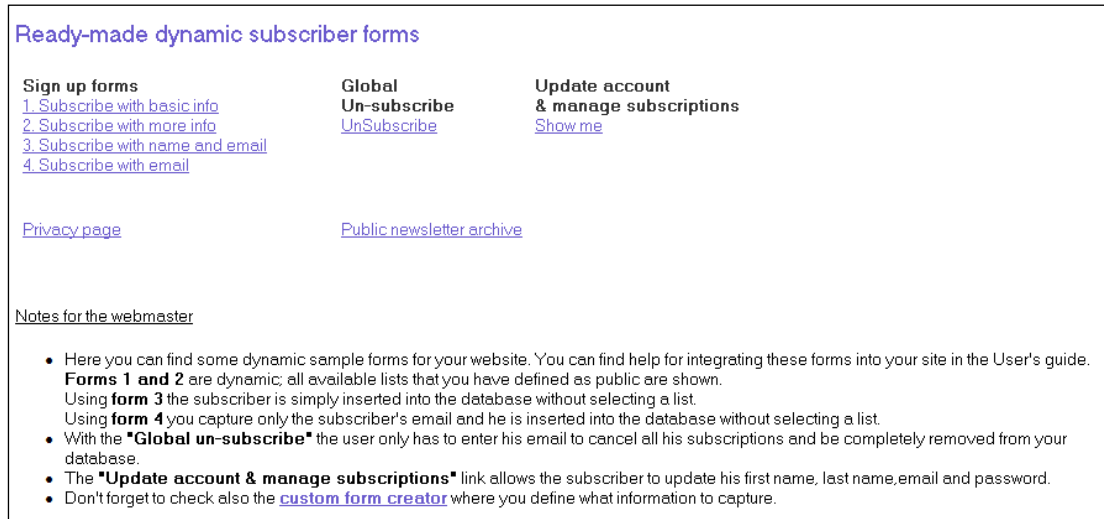 Ready-made dynamic subscriber forms
Sign up forms
1. Subscribe with basic info
2. Subscribe with more info
3. Subscribe with name and email
4. Subscribe with email
Global
Un-subscribe
UnSubscribe
Update account
& manage subscriptions
Show me
Privacy page
Public newsletter archive
Notes for the webmaster
• Here you can find some dynamic sample forms for your website. You can find help for integrating these forms into your site in the User's guide.
Forms 1 and 2 are dynamic; all available lists that you have defined as public are shown.
Using form 3 the subscriber is simply inserted into the database without selecting a list.
Using form 4 you capture only the subscriber's email and he is inserted into the database without selecting a list.
• With the "Global un-subscribe" the user only has to enter his email to cancel all his subscriptions and be completely removed from your
database.
• The "Update account & manage subscriptions" link allows the subscriber to update his first name, last name,email and password.
• Don't forget to check also the custom form creator where you define what information to capture.